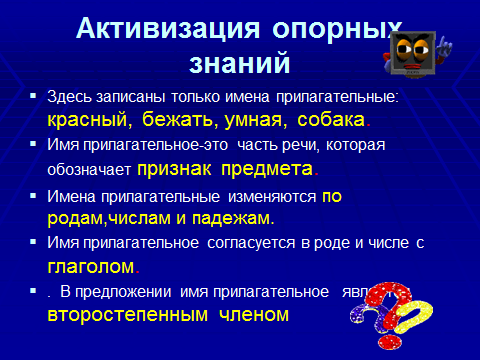 Активизация опорных
знаний
Здесь записаны только имена прилагательные:
красный, бежать, умная, собака.
Имя прилагательное-это часть речи, которая
обозначает признак предмета.
Имена прилагательные изменяются по
родам,числам и падежам.
Имя прилагательное согласуется в роде и числе с
глаголом.
. В предложении имя прилагательное
второстепенным членом